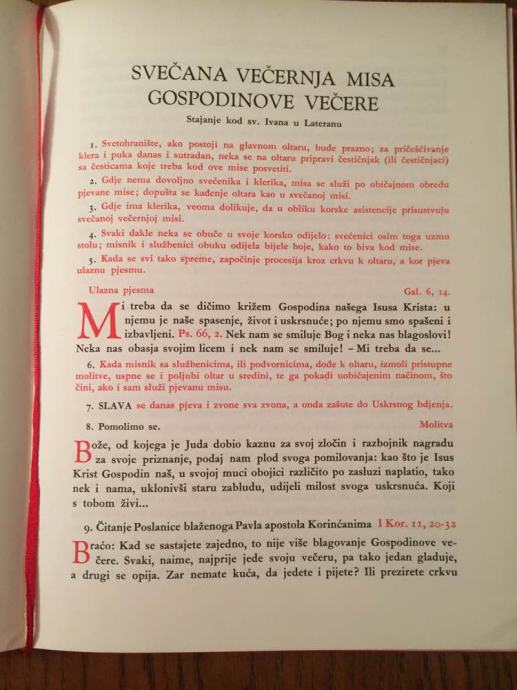 SVEČANA VEČERNJA MISA
GOSPODINOVE VEČERE
Stajanje kod sv. Ivana u Lateranu
1. Svetohranište, ako postoji na glavnom oltaru, bude prazno; za pričešćivanje
klera i puka danas i sutradan, neka se na oltaru pripravi čestičnjak (ili čestičnjaci)
sa česticama koje treba kod ove mise posvetiti.
2. Gdje nema dovoljno svećenika i klerika, misa se služi po običajnom obredu
pjevane mise; dopušta se kađenje oltara kao u svečanoj misi.
3. Gdje ima klerika, veoma dolikuje, da u obliku korske asistencije prisustvuju
svečanoj večernjoj misi.
4. Svaki dakle neka se obuče u svoje korsko odijelo: svećenici osim toga uzmu
stolu; misnik i službenici obuku odijela bijele boje, kako to biva kod mise.
5. Kada se svi tako spreme, započinje procesija kroz crkvu k oltaru, a kor pjeva
ulaznu pjesmu.
Ulazna pjesma Gal. 6, 14.
Mi treba da se dičimo križem Gospodina našega Isusa Krista: u
njemu je naše spasenje, život i uskrsnuće; po njemu smo spašeni i
izbavljeni. Ps. 66, 2. Nek nam se smiluje Bog i neka nas blagoslovi!
Neka nas obasja svojim licem i nek nam se smiluje! – Mi treba da se...
6. Kada misnik sa službenicima, ili podvornicima, dođe k oltaru, izmoli pristupne
molitve, uspne se i poljubi oltar u sredini, te ga pokadi uobičajenim načinom, što
čini, ako i sam služi pjevanu misu.
7. SLAVA se danas pjeva i zvone sva zvona, a onda zašute do Uskrsnog bdjenja.
8. Pomolimo se. Molitva
Bože, od kojega je Juda dobio kaznu za svoj zločin i razbojnik nagradu
za svoje priznanje, podaj nam plod svoga pomilovanja: kao što je Isus
Krist Gospodin naš, u svojoj muci obojici različito po zasluzi naplatio, tako
nek i nama, uklonivši staru zabludu, udijeli milost svoga uskrsnuća. Koji
s tobom živi...
9. Čitanje Poslanice blaženoga Pavla apostola Korinćanima I Kor. 11, 20-32
Braćo: Kad se sastajete zajedno, to nije više blagovanje Gospodinove ve-
čere. Svaki, naime, najprije jede svoju večeru, pa tako jedan gladuje,
a drugi se opija. Zar nemate kuća, da jedete i pijete? Ili prezirete crkvu